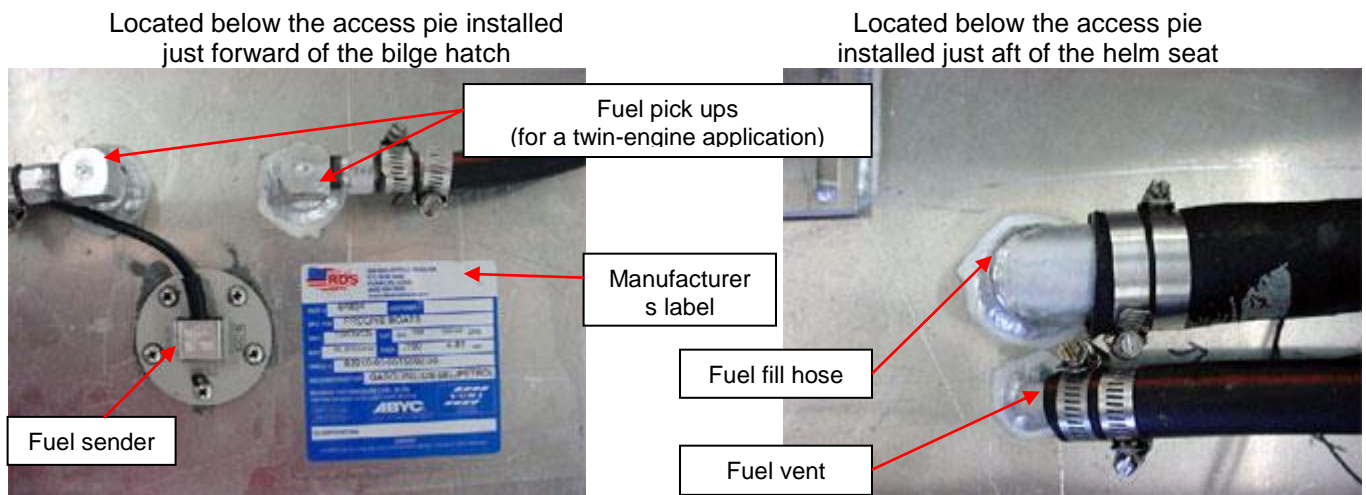 Located below the access pie installed
just forward of the bilge hatch
Located below the access pie
installed just aft of the helm seat
Fuel pick ups
(for a twin-engine application)
RDS
Manufacturer
s label
PROLINE BOATS
ABYC
Fuel fill hose
Fuel sender
Fuel vent